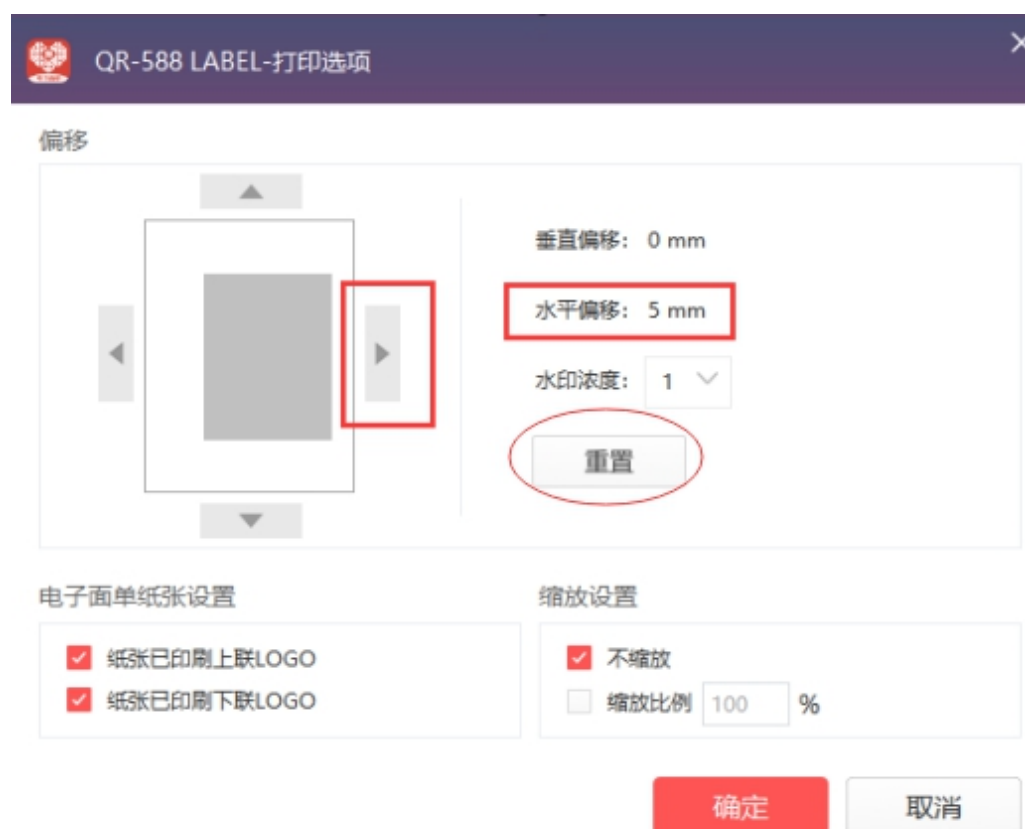 QR-588 LABEL-打印选项
偏移
垂直偏移： 0 mm
水平偏移： 5 mm
水印浓度： 1
重置
电子面单纸张设置
纸张已印刷上联LOGO
纸张已印刷下联LOGO
缩放设置
不缩放
缩放比例 100 %
确定
取消